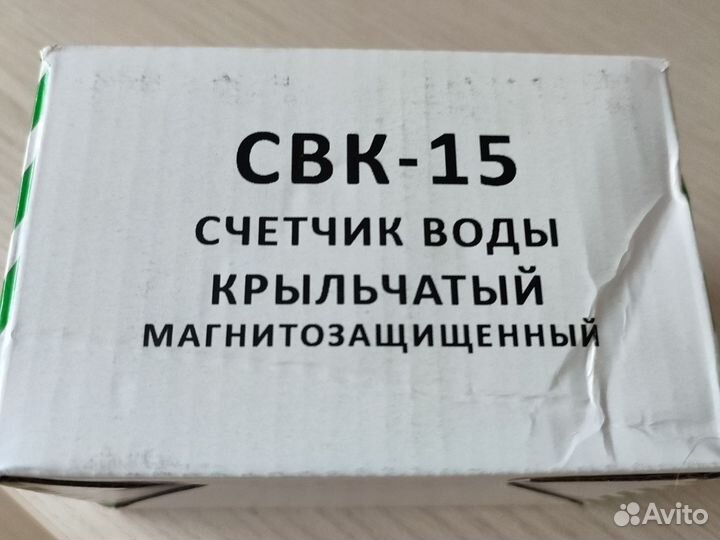 СВК-15
СЧЕТЧИК ВОДЫ
КРЫЛЬЧАТЫЙ
МАГНИТОЗАЩИЩЕННЫЙ
Avito